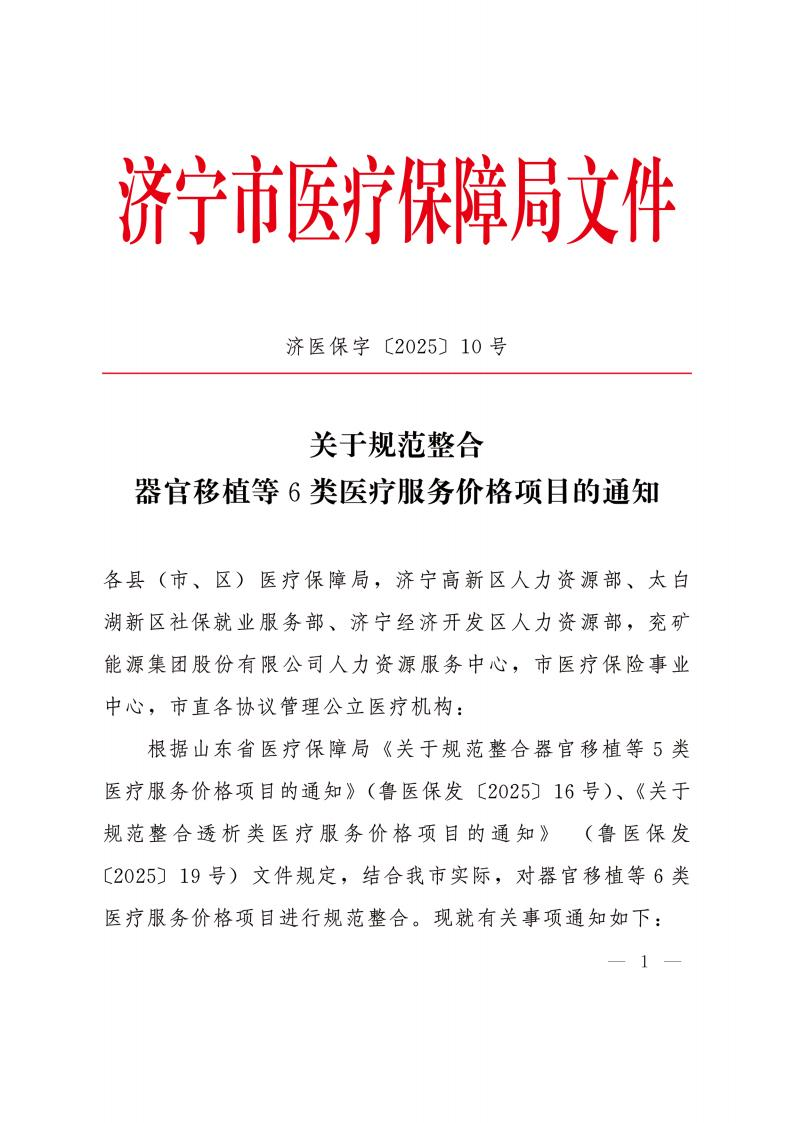 济宁市医疗保障局文件
济医保字〔2025〕10 号
关于规范整合
器官移植等 6 类医疗服务价格项目的通知
各县（市、区）医疗保障局，济宁高新区人力资源部、太白
湖新区社保就业服务部、济宁经济开发区人力资源部，兖矿
能源集团股份有限公司人力资源服务中心，市医疗保险事业
中心，市直各协议管理公立医疗机构：
根据山东省医疗保障局《关于规范整合器官移植等 5 类
医疗服务价格项目的通知》（鲁医保发〔2025〕16 号）、《关于
规范整合透析类医疗服务价格项目的通知》 （鲁医保发
〔2025〕19 号）文件规定，结合我市实际，对器官移植等 6 类
医疗服务价格项目进行规范整合。现就有关事项通知如下：
— 1 —